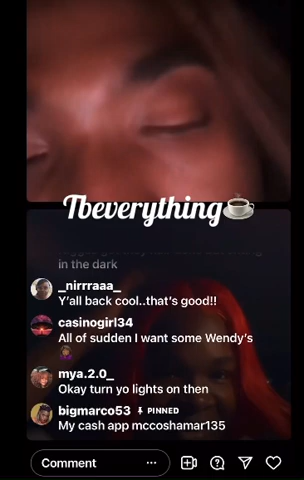 Tbeverything☕
in the dark
_nirrraaa_
Y'all back cool..that's good!!
casinogirl34
All of sudden I want some Wendy's
mya.2.0_
Okay turn yo lights on then
bigmarco53 PINNED
My cash app mccoshamar135
Comment